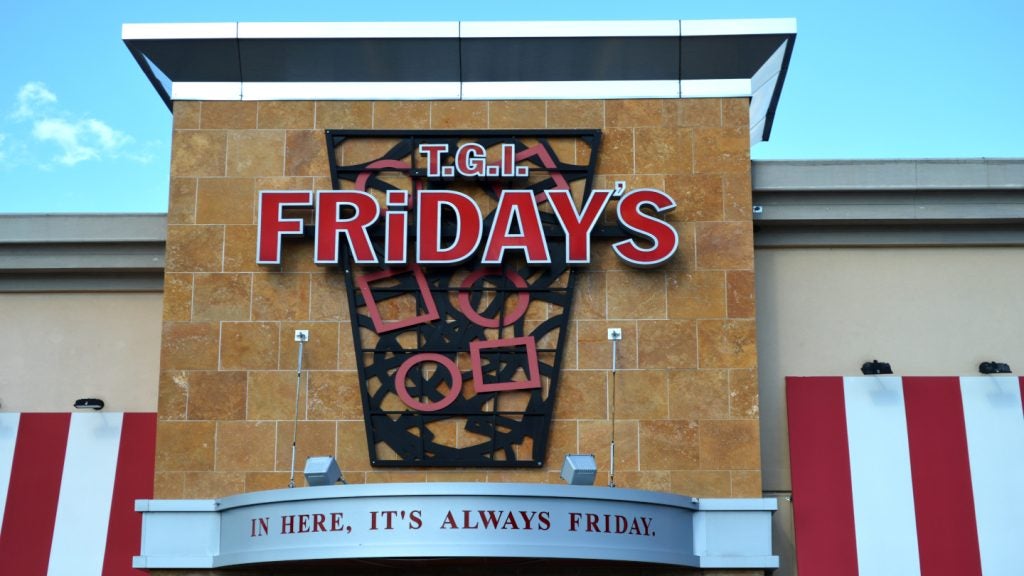 T.G.I.
FRiDAY'S
IN HERE, IT'S ALWAYS FRIDAY.